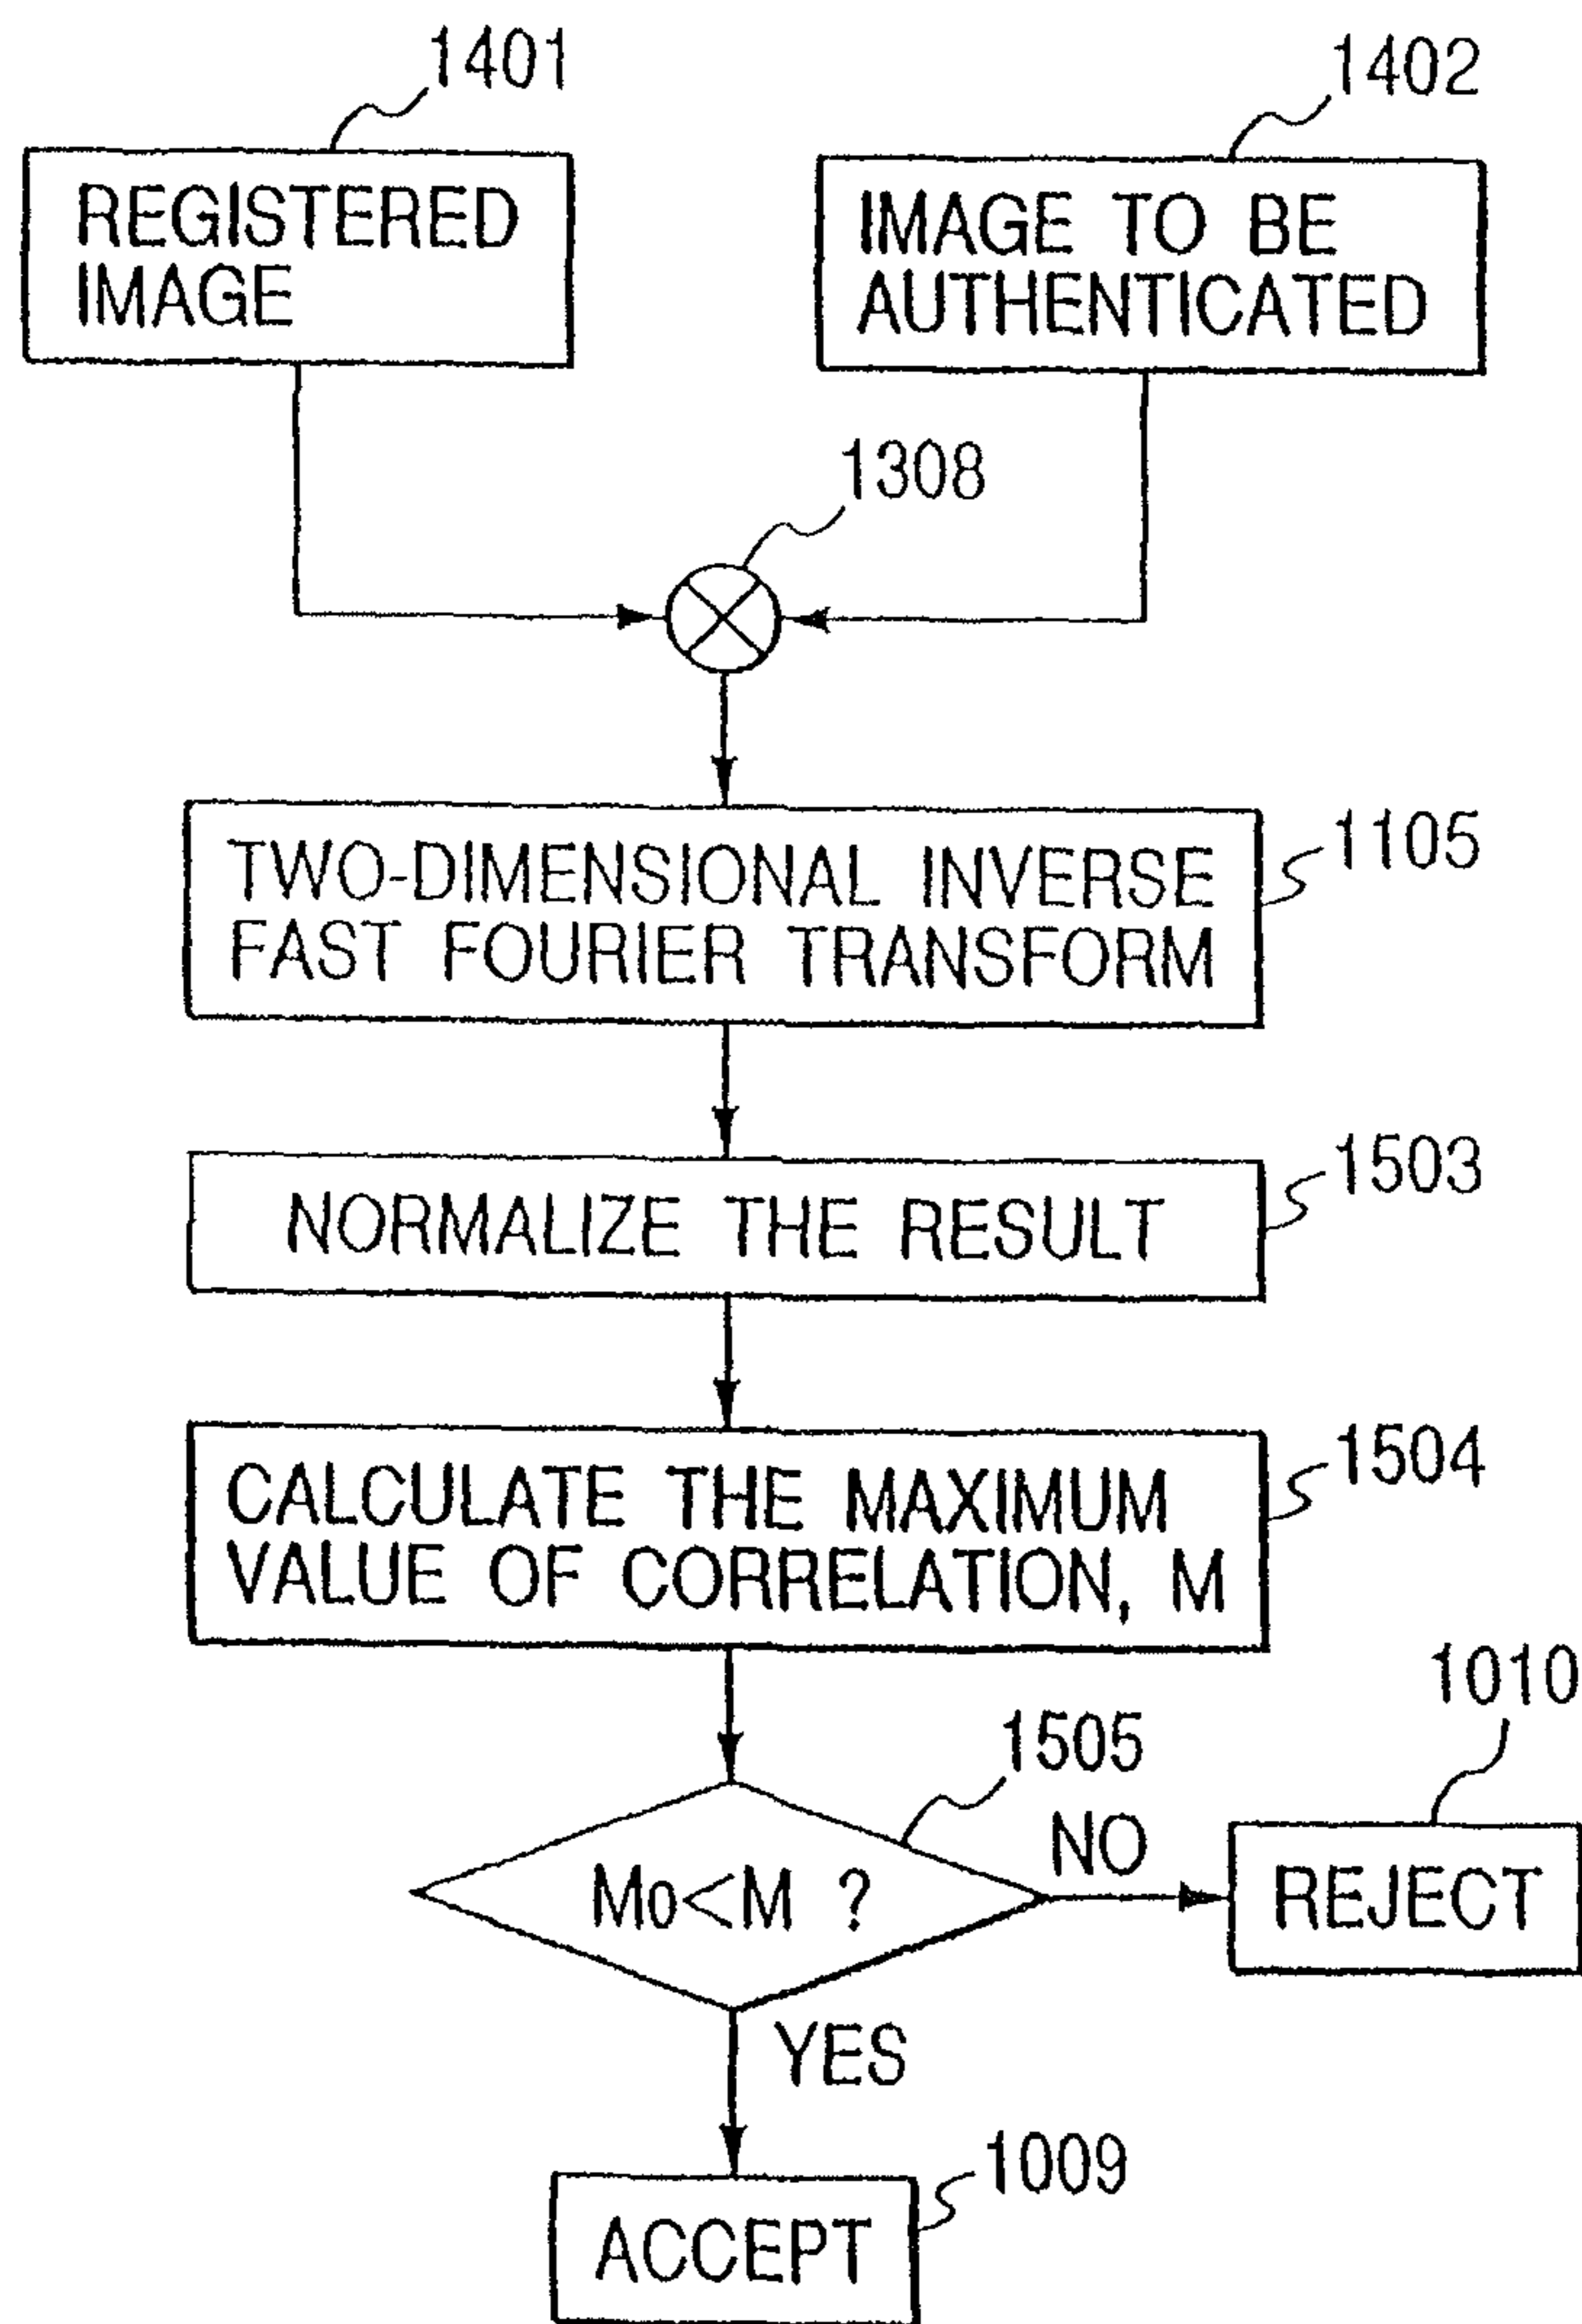 1401
1402
REGISTERED
IMAGE
IMAGE TO BE
AUTHENTICATED
1308
TWO-DIMENSIONAL INVERSE
FAST FOURIER TRANSFORM
1105
NORMALIZE THE RESULT
1503
CALCULATE THE MAXIMUM
VALUE OF CORRELATION, M
1504
1010
1505
M0<M ?
NO
REJECT
YES
1009
ACCEPT